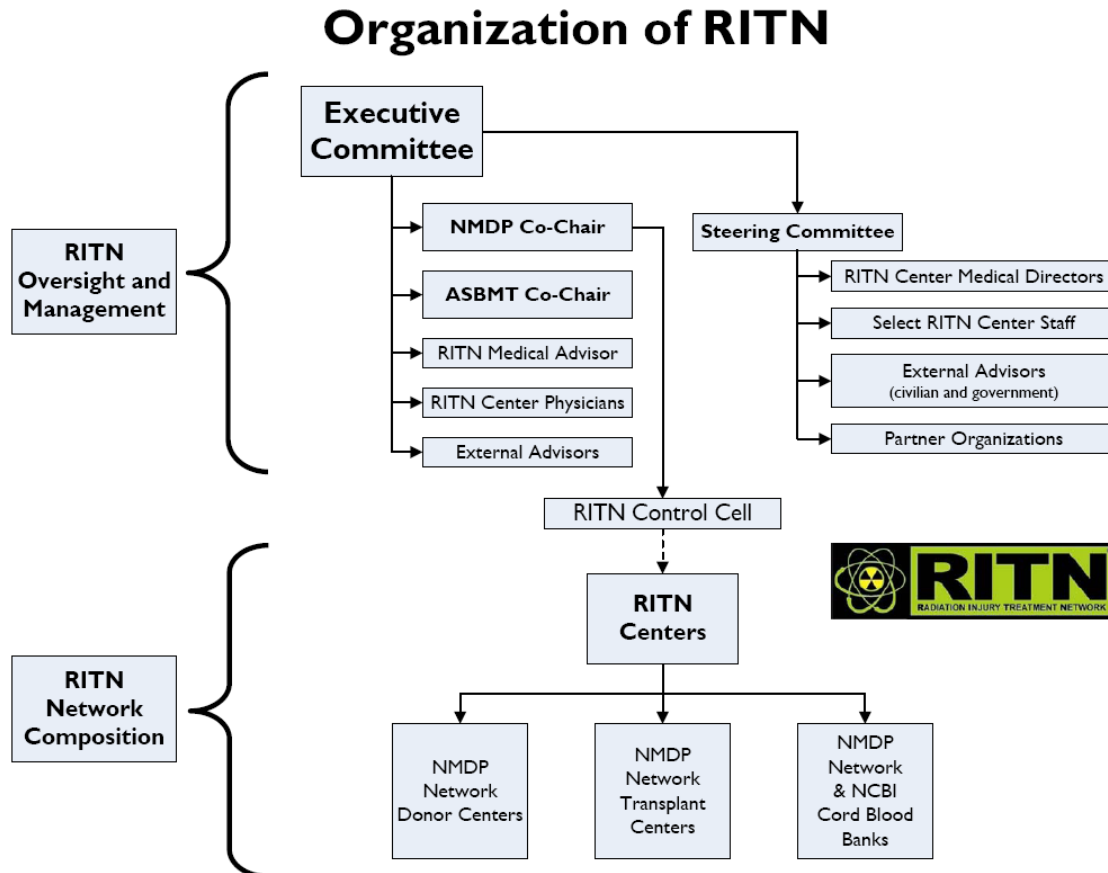 Organization of RITN
Executive
Committee
NMDP Co-Chair
ASBMT Co-Chair
RITN Medical Advisor
RITN Center Physicians
External Advisors
Steering Committee
RITN Center Medical Directors
Select RITN Center Staff
External Advisors
(civilian and government)
Partner Organizations
RITN
Oversight and
Management
RITN Control Cell
RITN
Centers
RITN
RADIATION INJURY TREATMENT NETWORK
RITN
Network
Composition
NMDP
Network
Donor Centers
NMDP
Network
Transplant
Centers
NMDP
Network
& NCBI
Cord Blood
Banks